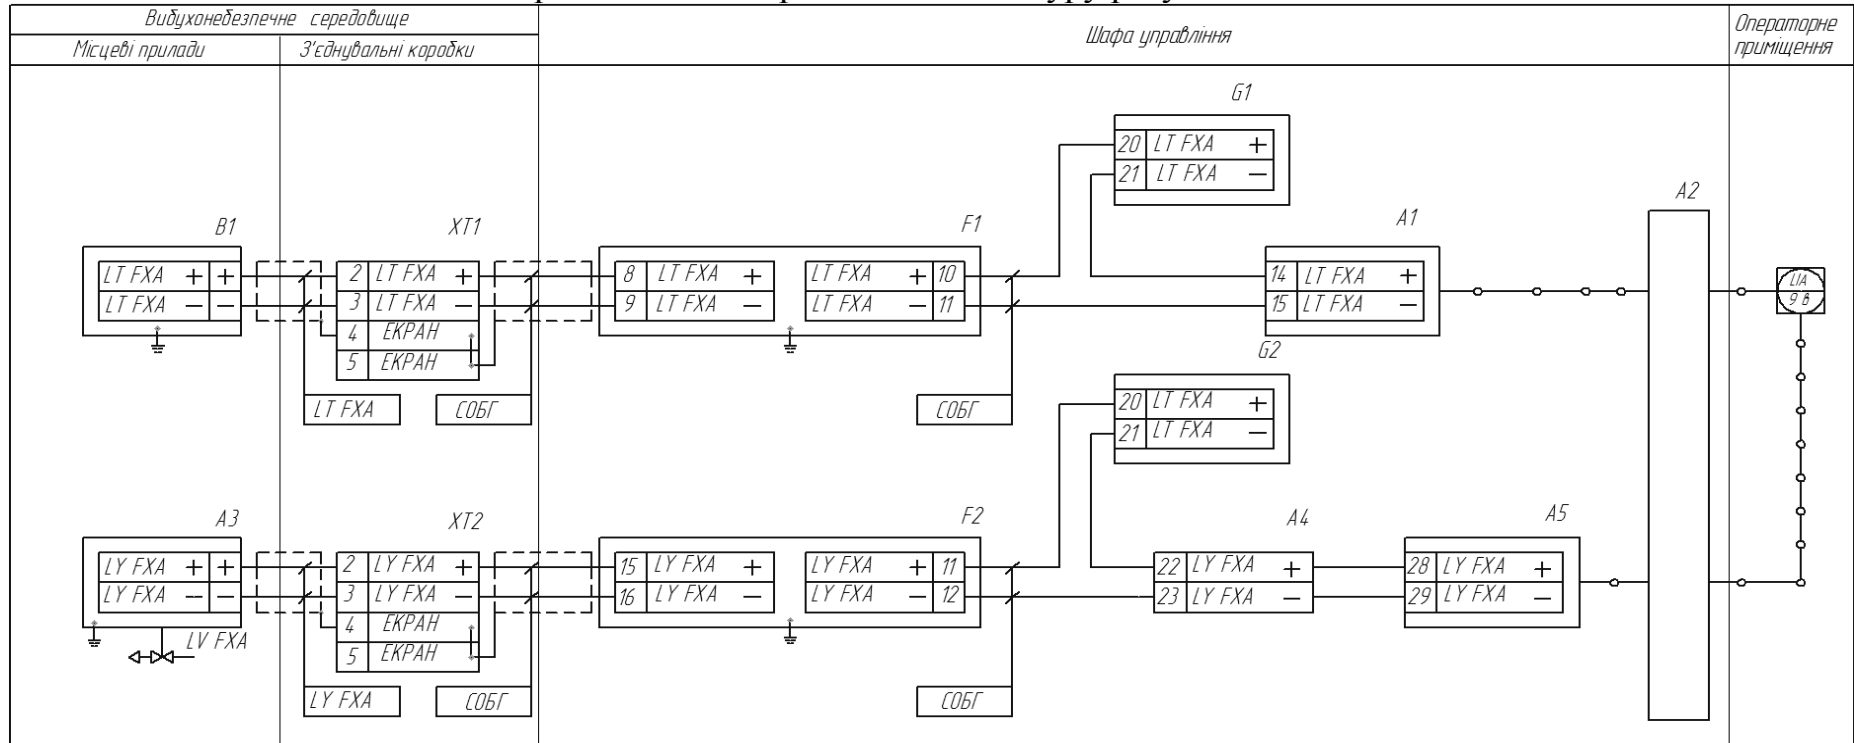 Вибухонебезпечне середовище
Місцеві прилади
З'єднувальні коробки
Шафа управління
Операторне
приміщення
G1
20 LT FXA +
21 LT FXA –
B1
LT FXA + +
LT FXA – –
XT1
2 LT FXA +
3 LT FXA –
4 ЕКРАН
5 ЕКРАН
F1
8 LT FXA +
9 LT FXA –
LT FXA + 10
LT FXA – 11
A1
14 LT FXA +
15 LT FXA –
A2
LIA
9 в
LT FXA
СОБГ
СОБГ
G2
20 LT FXA +
21 LT FXA –
A3
LY FXA + +
LY FXA – –
LV FXA
XT2
2 LY FXA +
3 LY FXA –
4 ЕКРАН
5 ЕКРАН
F2
15 LY FXA +
16 LY FXA –
LY FXA + 11
LY FXA – 12
A4
22 LY FXA +
23 LY FXA –
A5
28 LY FXA +
29 LY FXA –
LY FXA
СОБГ
СОБГ